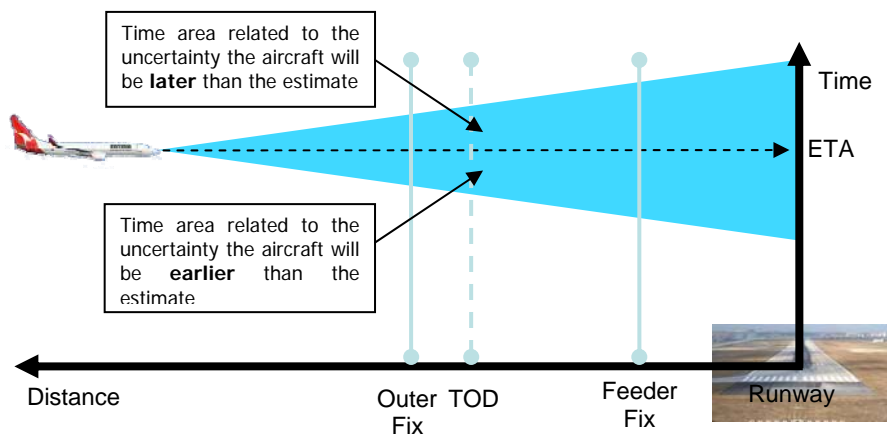 Time area related to the
uncertainty the aircraft will
be later than the estimate
Time
ETA
Time area related to the
uncertainty the aircraft will
be earlier than the
estimate
Distance
Outer
Fix
TOD
Feeder
Fix
Runway